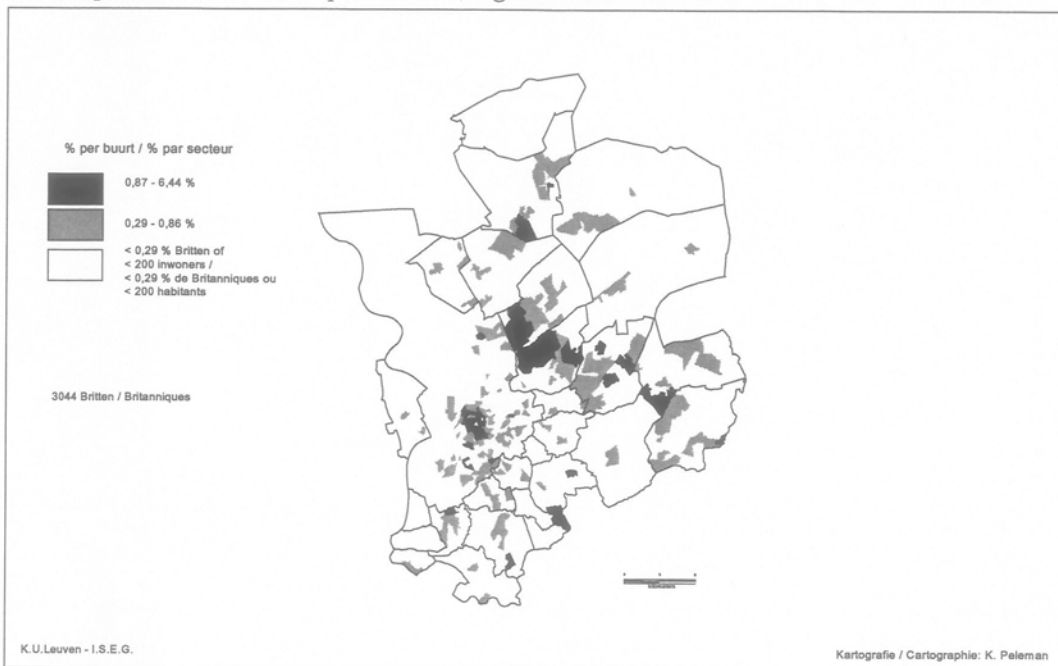 % per buurt / % par secteur
0,87 - 6,44 %
0,29 - 0,86 %
< 0,29 % Britten of
< 200 inwoners /
< 0,29 % de Britanniques ou
< 200 habitants
3044 Britten / Britanniques
K.U.Leuven - I.S.E.G.
Kartografie / Cartographie: K. Peleman